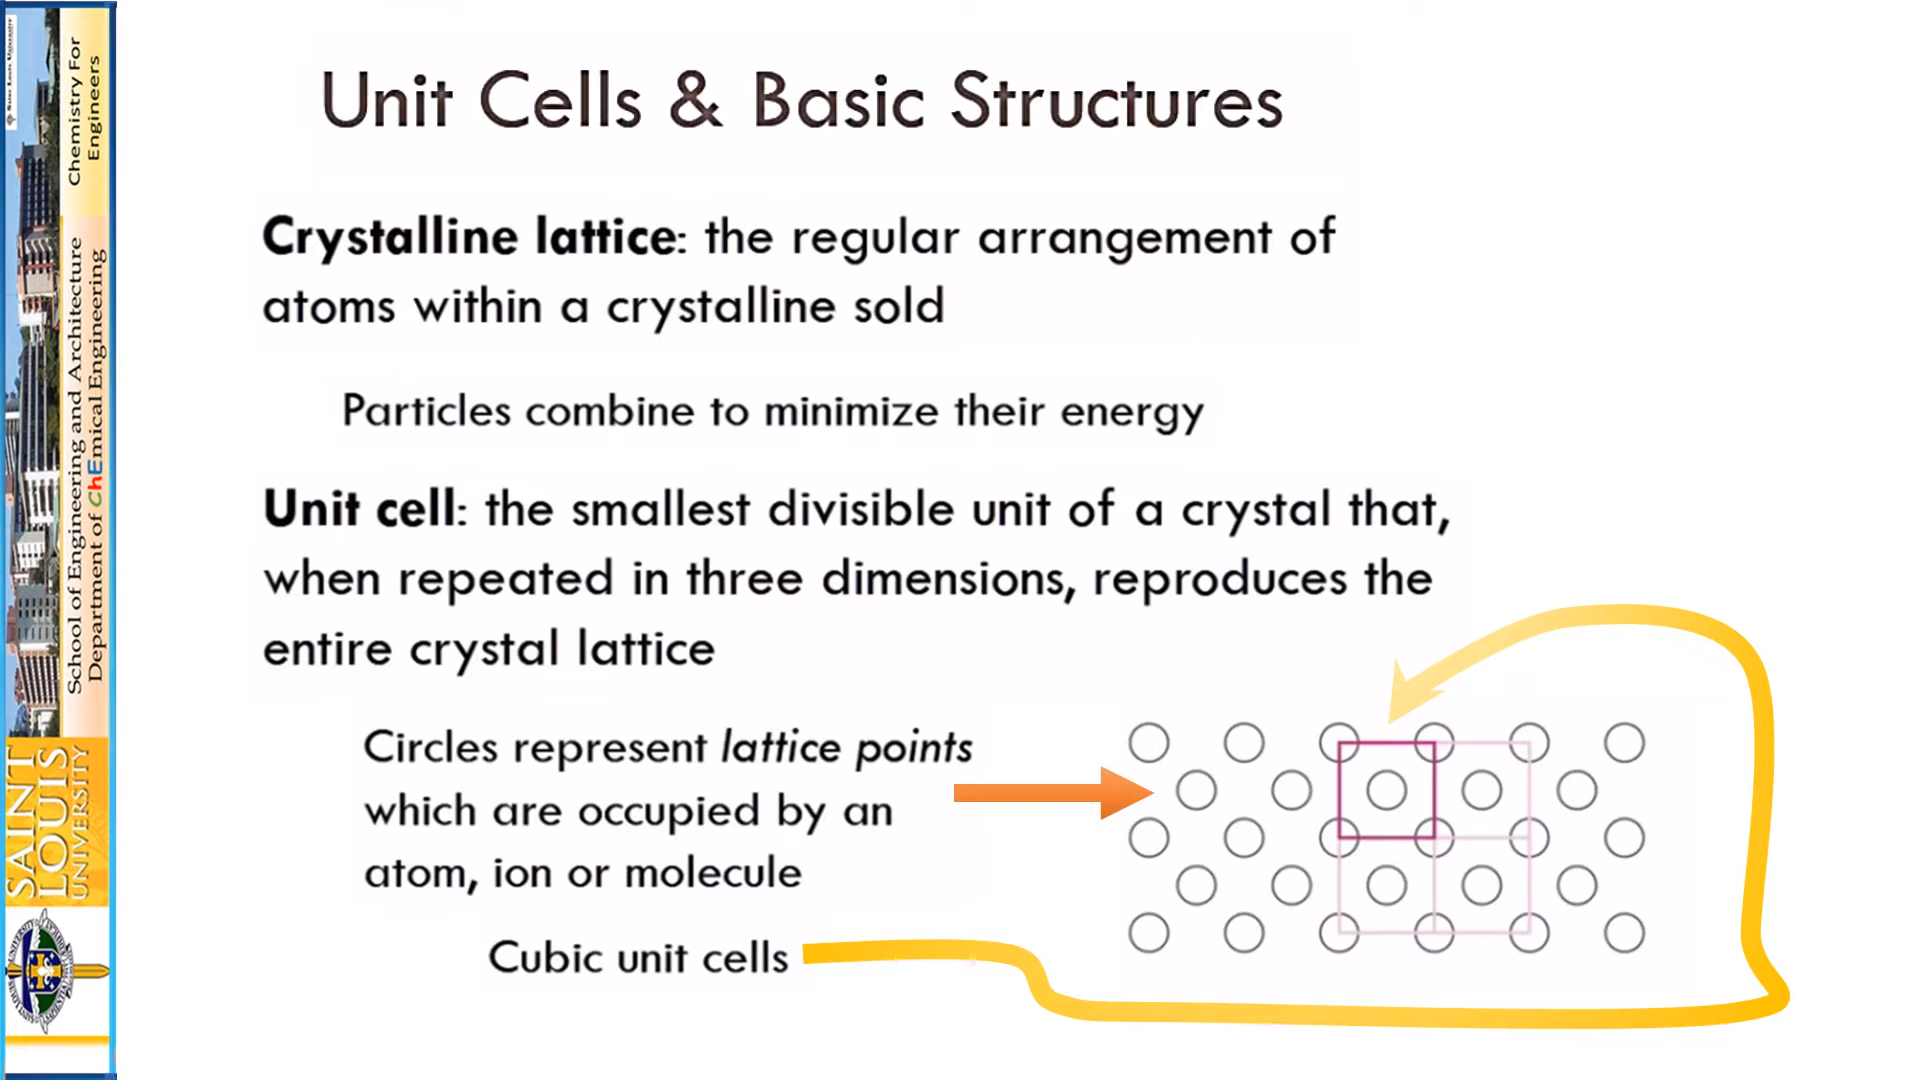 Unit Cells & Basic Structures
Crystalline lattice: the regular arrangement of
atoms within a crystalline sold
Particles combine to minimize their energy
Unit cell: the smallest divisible unit of a crystal that,
when repeated in three dimensions, reproduces the
entire crystal lattice
Circles represent lattice points
which are occupied by an
atom, ion or molecule
Cubic unit cells
Chemistry For
Engineers
School of Engineering and Architecture
Department of ChEmical Engineering
SAINT
LOUIS
UNIVERSITY